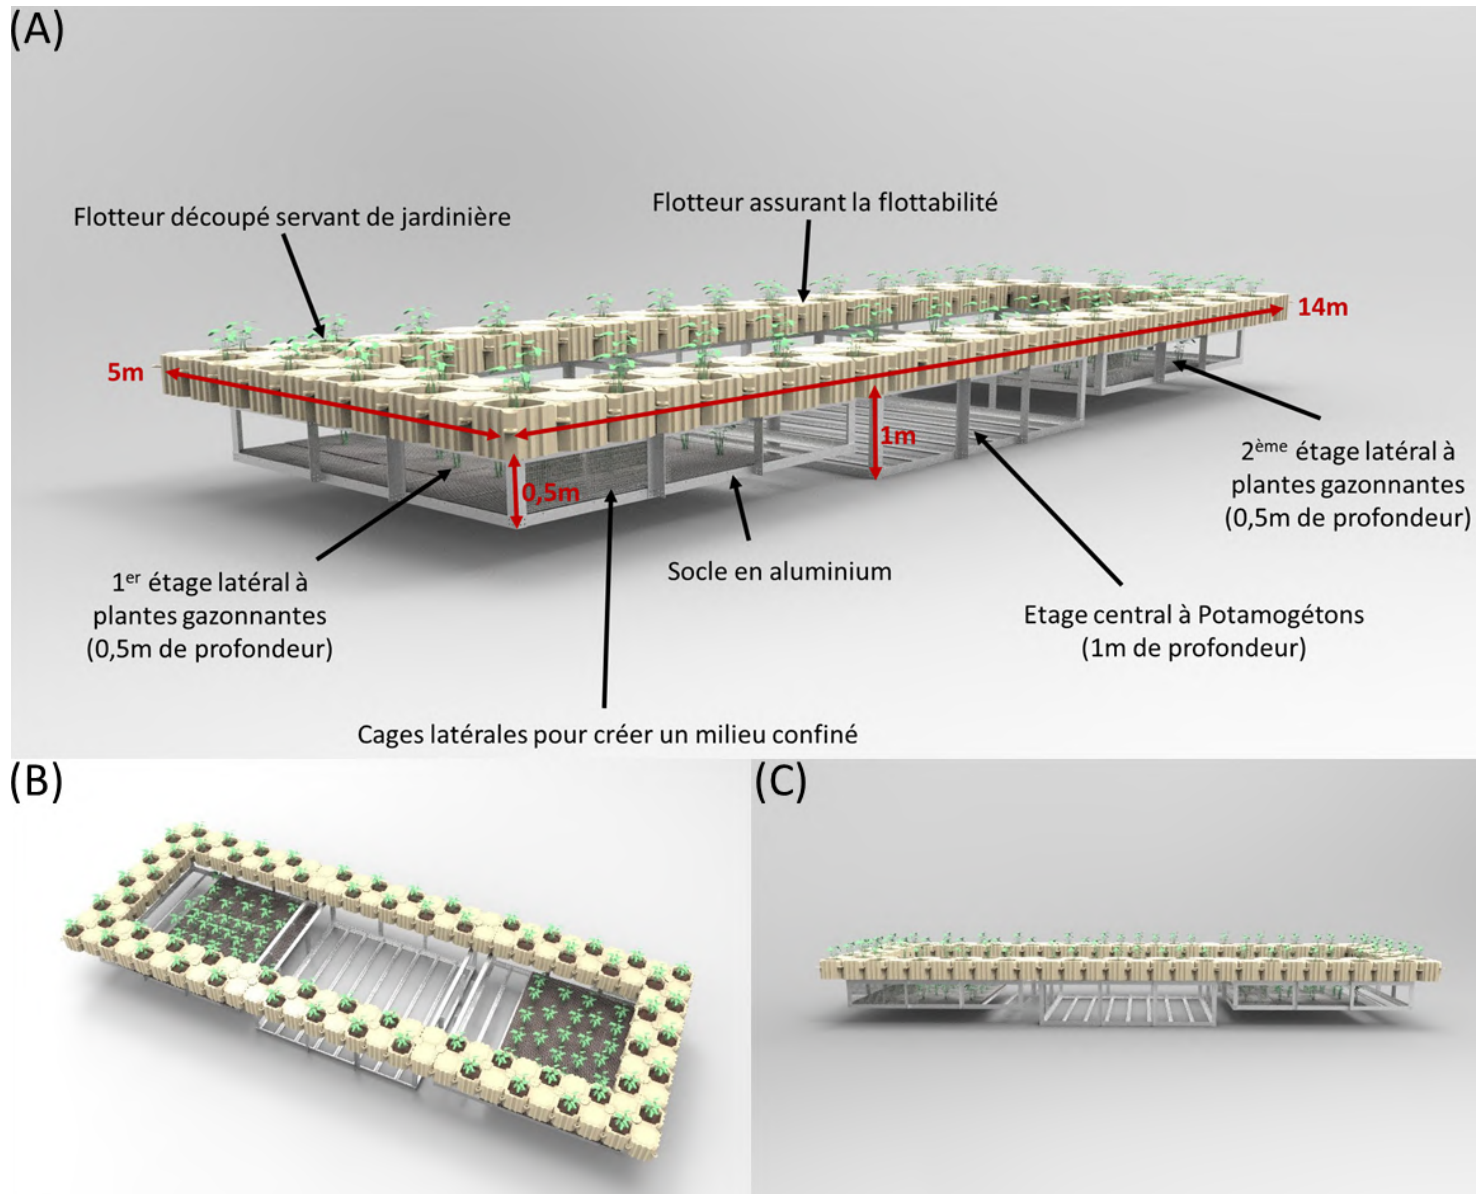 (A)
Flotteur découpé servant de jardinière
Flotteur assurant la flottabilité
14m
5m
1m
0,5m
2ème étage latéral à
plantes gazonnantes
(0,5m de profondeur)
Socle en aluminium
1er étage latéral à
plantes gazonnantes
(0,5m de profondeur)
Etage central à Potamogétons
(1m de profondeur)
Cages latérales pour créer un milieu confiné
(B)
(C)